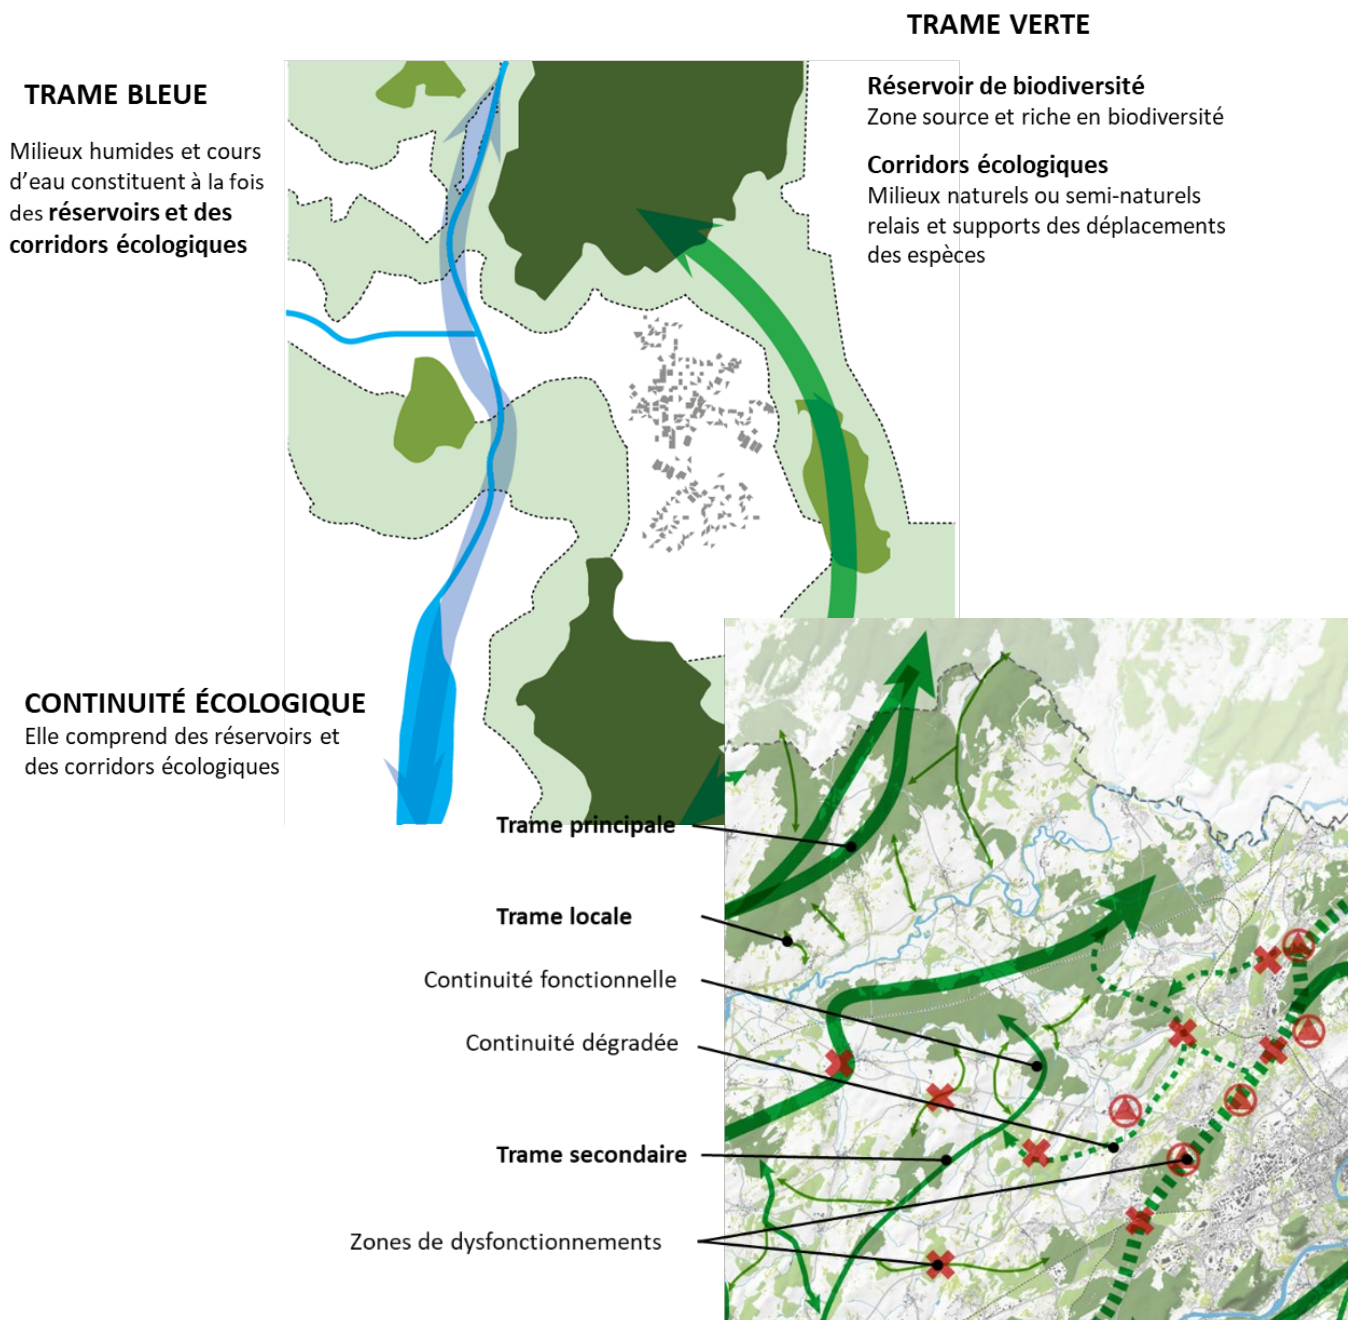 TRAME VERTE
Réservoir de biodiversité
Zone source et riche en biodiversité
Corridors écologiques
Milieux naturels ou semi-naturels
relais et supports des déplacements
des espèces
TRAME BLEUE
Milieux humides et cours
d’eau constituent à la fois
des réservoirs et des
corridors écologiques
CONTINUITÉ ÉCOLOGIQUE
Elle comprend des réservoirs et
des corridors écologiques
Trame principale
Trame locale
Continuité fonctionnelle
Continuité dégradée
Trame secondaire
Zones de dysfonctionnements